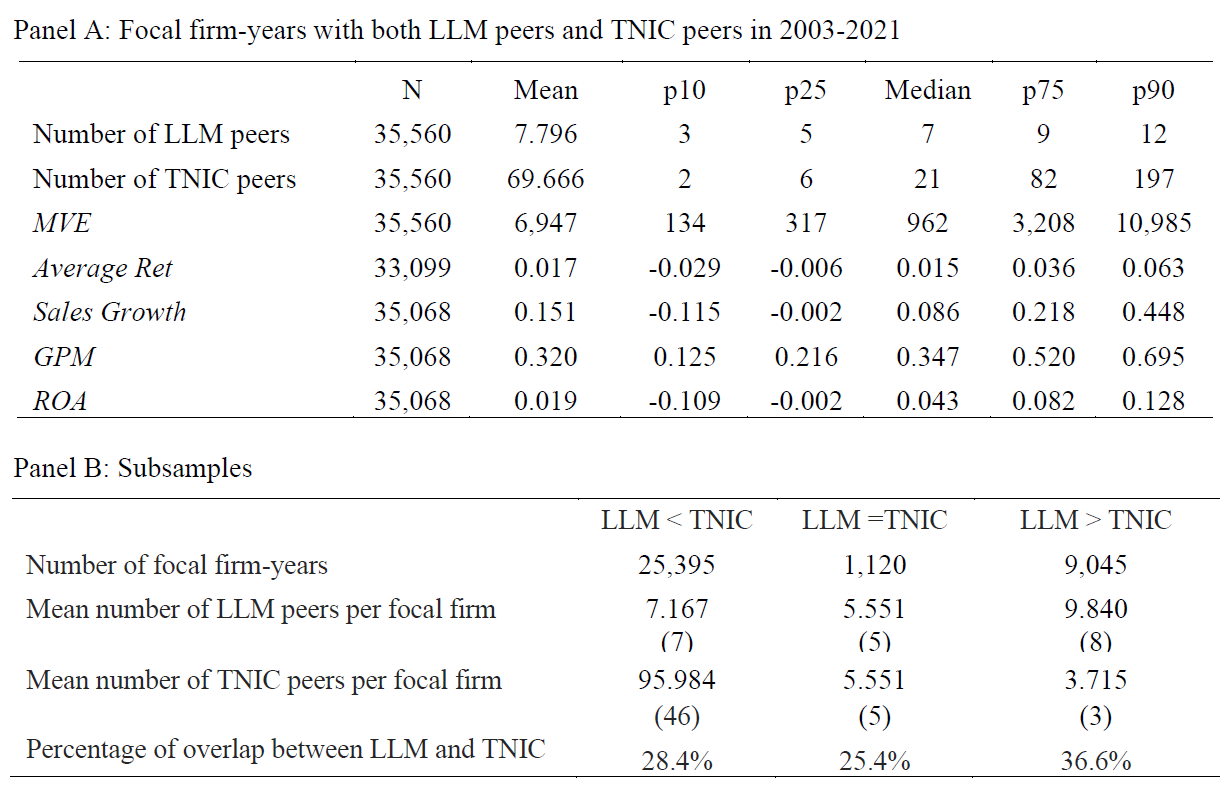 Panel A: Focal firm-years with both LLM peers and TNIC peers in 2003-2021
N Mean p10 p25 Median p75 p90
Number of LLM peers 35,560 7.796 3 5 7 9 12
Number of TNIC peers 35,560 69.666 2 6 21 82 197
MVE 35,560 6,947 134 317 962 3,208 10,985
Average Ret 33,099 0.017 -0.029 -0.006 0.015 0.036 0.063
Sales Growth 35,068 0.151 -0.115 -0.002 0.086 0.218 0.448
GPM 35,068 0.320 0.125 0.216 0.347 0.520 0.695
ROA 35,068 0.019 -0.109 -0.002 0.043 0.082 0.128
Panel B: Subsamples
LLM < TNIC LLM =TNIC LLM > TNIC
Number of focal firm-years 25,395 1,120 9,045
Mean number of LLM peers per focal firm 7.167 5.551 9.840
(7) (5) (8)
Mean number of TNIC peers per focal firm 95.984 5.551 3.715
(46) (5) (3)
Percentage of overlap between LLM and TNIC 28.4% 25.4% 36.6%